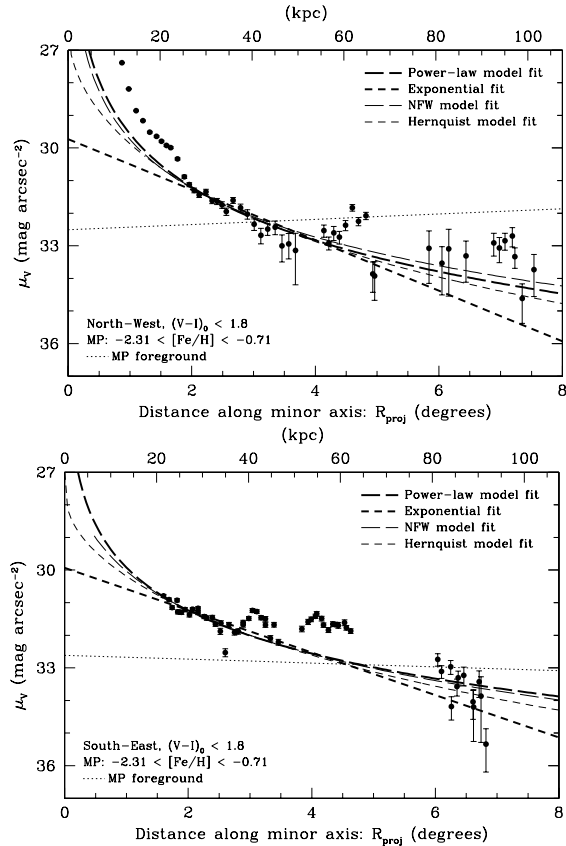 (kpc)
0 20 40 60 80 100
27
Power-law model fit
Exponential fit
NFW model fit
Hernquist model fit
30
μV (mag arcsec−2)
33
North-West, (V-I)0 < 1.8
MP: -2.31 < [Fe/H] < -0.71
MP foreground
36
0 2 4 6 8
Distance along minor axis: Rproj (degrees)
(kpc)
0 20 40 60 80 100
27
Power-law model fit
Exponential fit
NFW model fit
Hernquist model fit
30
μV (mag arcsec−2)
33
South-East, (V-I)0 < 1.8
MP: -2.31 < [Fe/H] < -0.71
MP foreground
36
0 2 4 6 8
Distance along minor axis: Rproj (degrees)